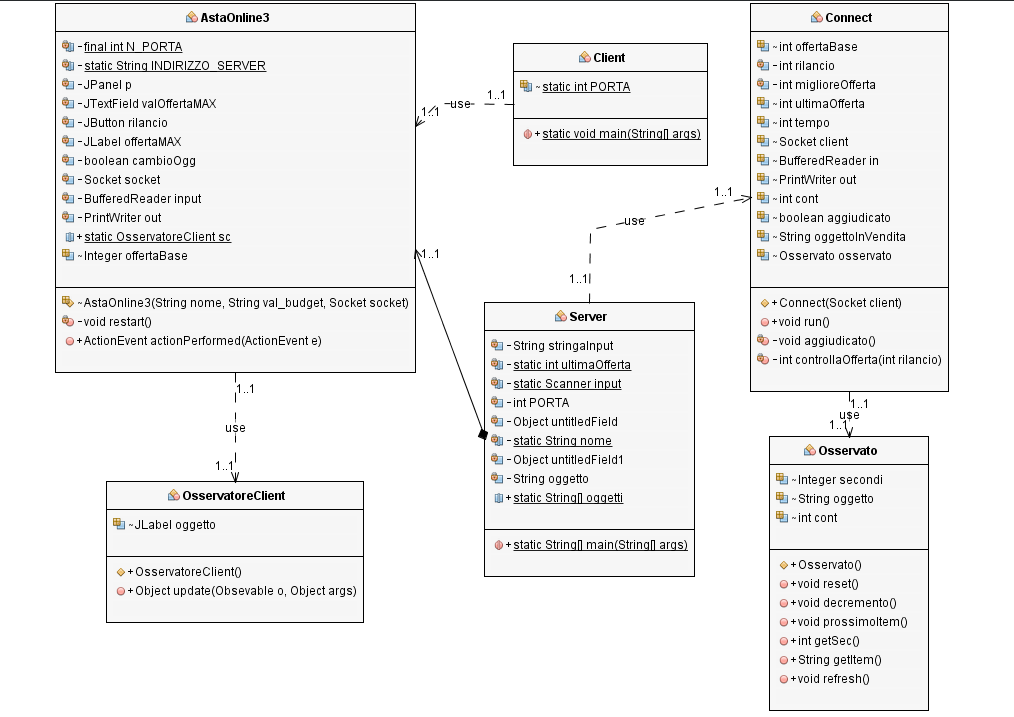 AstaOnline3
-final int N_PORTA
-static String INDIRIZZO_SERVER
-JPanel p
-JTextField valOffertaMAX
-JButton rilancio
-JLabel offertaMAX
-boolean cambioOgg
-Socket socket
-BufferedReader input
-PrintWriter out
+static OsservatoreClient sc
~Integer offertaBase
~AstaOnline3(String nome, String val_budget, Socket socket)
-void restart()
+ActionEvent actionPerformed(ActionEvent e)
1..1
use
1..1
Client
~static int PORTA
+static void main(String[] args)
1..1
use
1..1
Connect
~int offertaBase
-int rilancio
-int miglioreOfferta
~int ultimaOfferta
~int tempo
~Socket client
~BufferedReader in
~PrintWriter out
~int cont
~boolean aggiudicato
~String oggettoInVendita
~Osservato osservato
+Connect(Socket client)
+void run()
-void aggiudicato()
-int controllaOfferta(int rilancio)
1..1
use
1..1
1..1
use
1..1
1..1
Server
-String stringaInput
-static int ultimaOfferta
-static Scanner input
-int PORTA
-Object untitledField
-static String nome
-Object untitledField1
-String oggetto
+static String[] oggetti
+static String[] main(String[] args)
OsservatoreClient
~JLabel oggetto
+OsservatoreClient()
+Object update(Obsevable o, Object args)
Osservato
~Integer secondi
~String oggetto
~int cont
+Osservato()
+void reset()
+void decremento()
+void prossimoItem()
+int getSec()
+String getItem()
+void refresh()